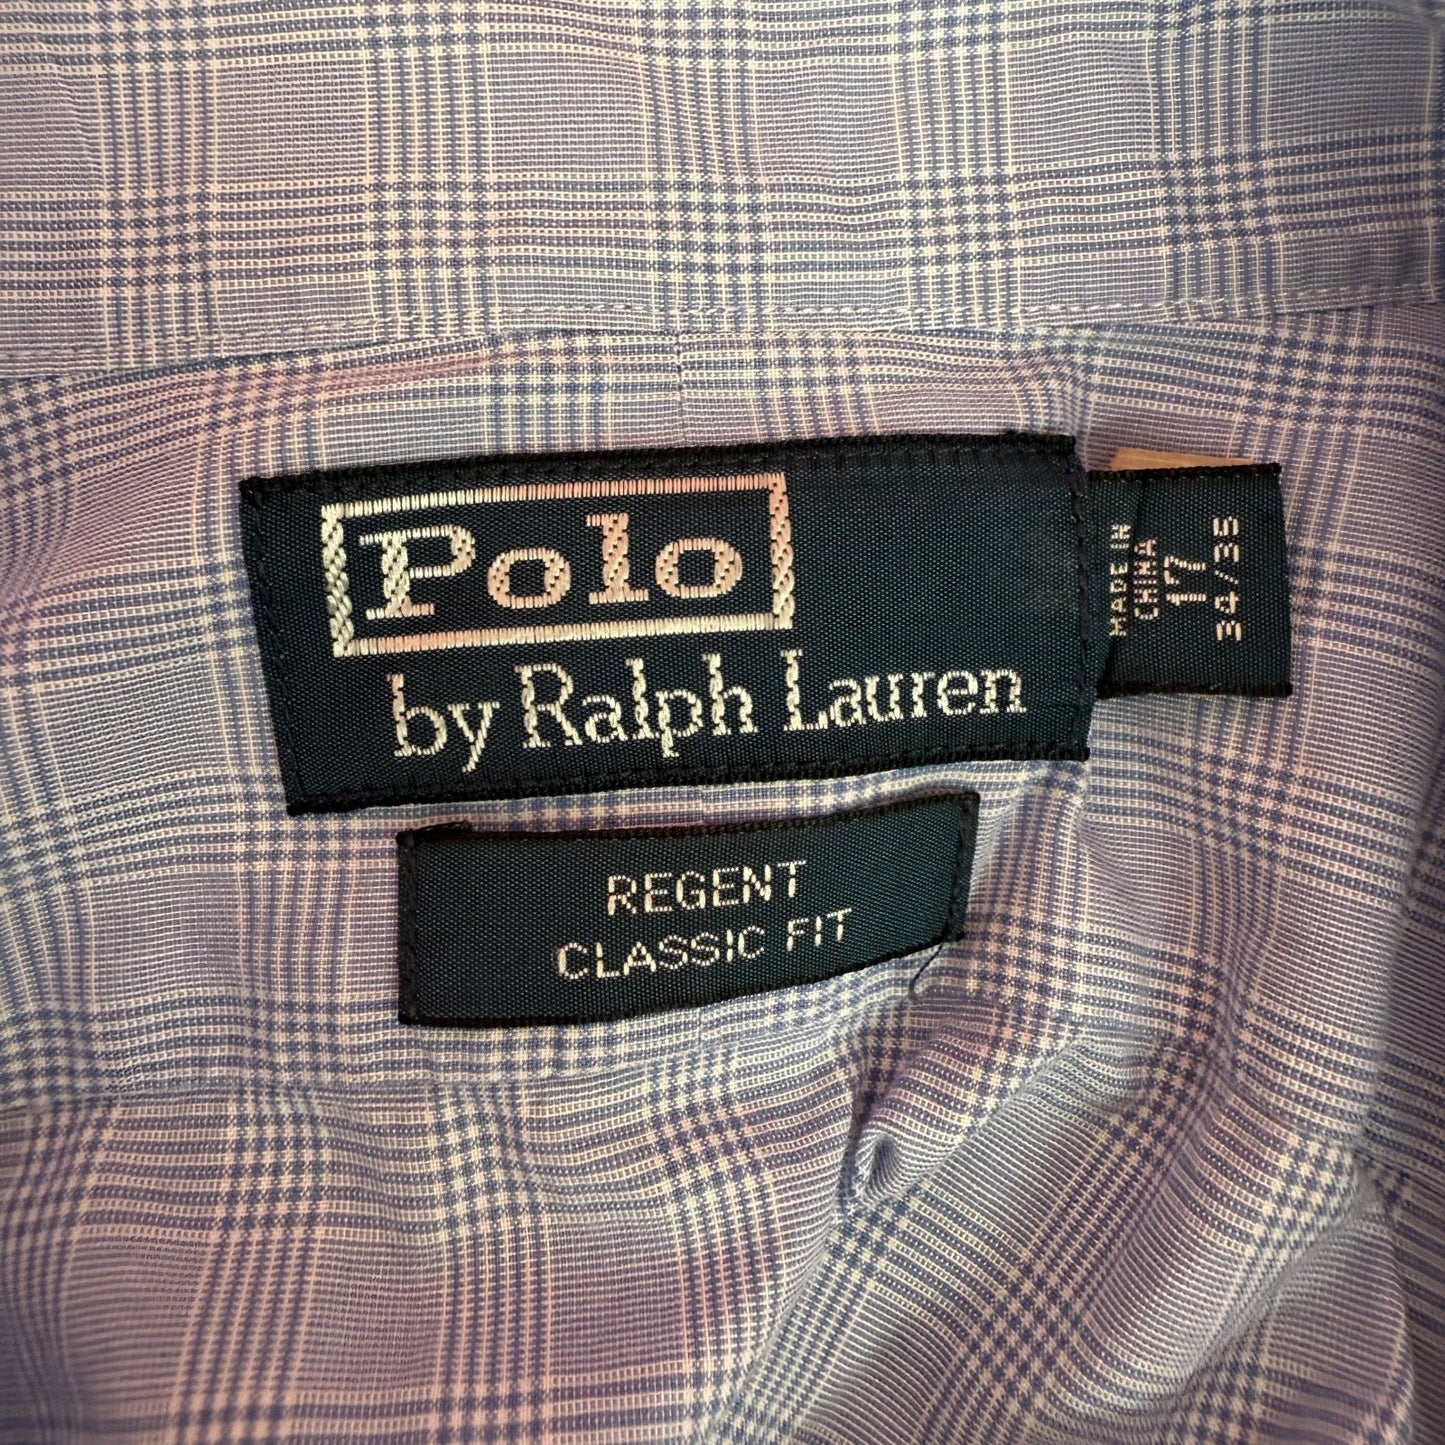 Polo
by Ralph Lauren
MADE IN
CHINA
17
34/35
REGENT
CLASSIC FIT